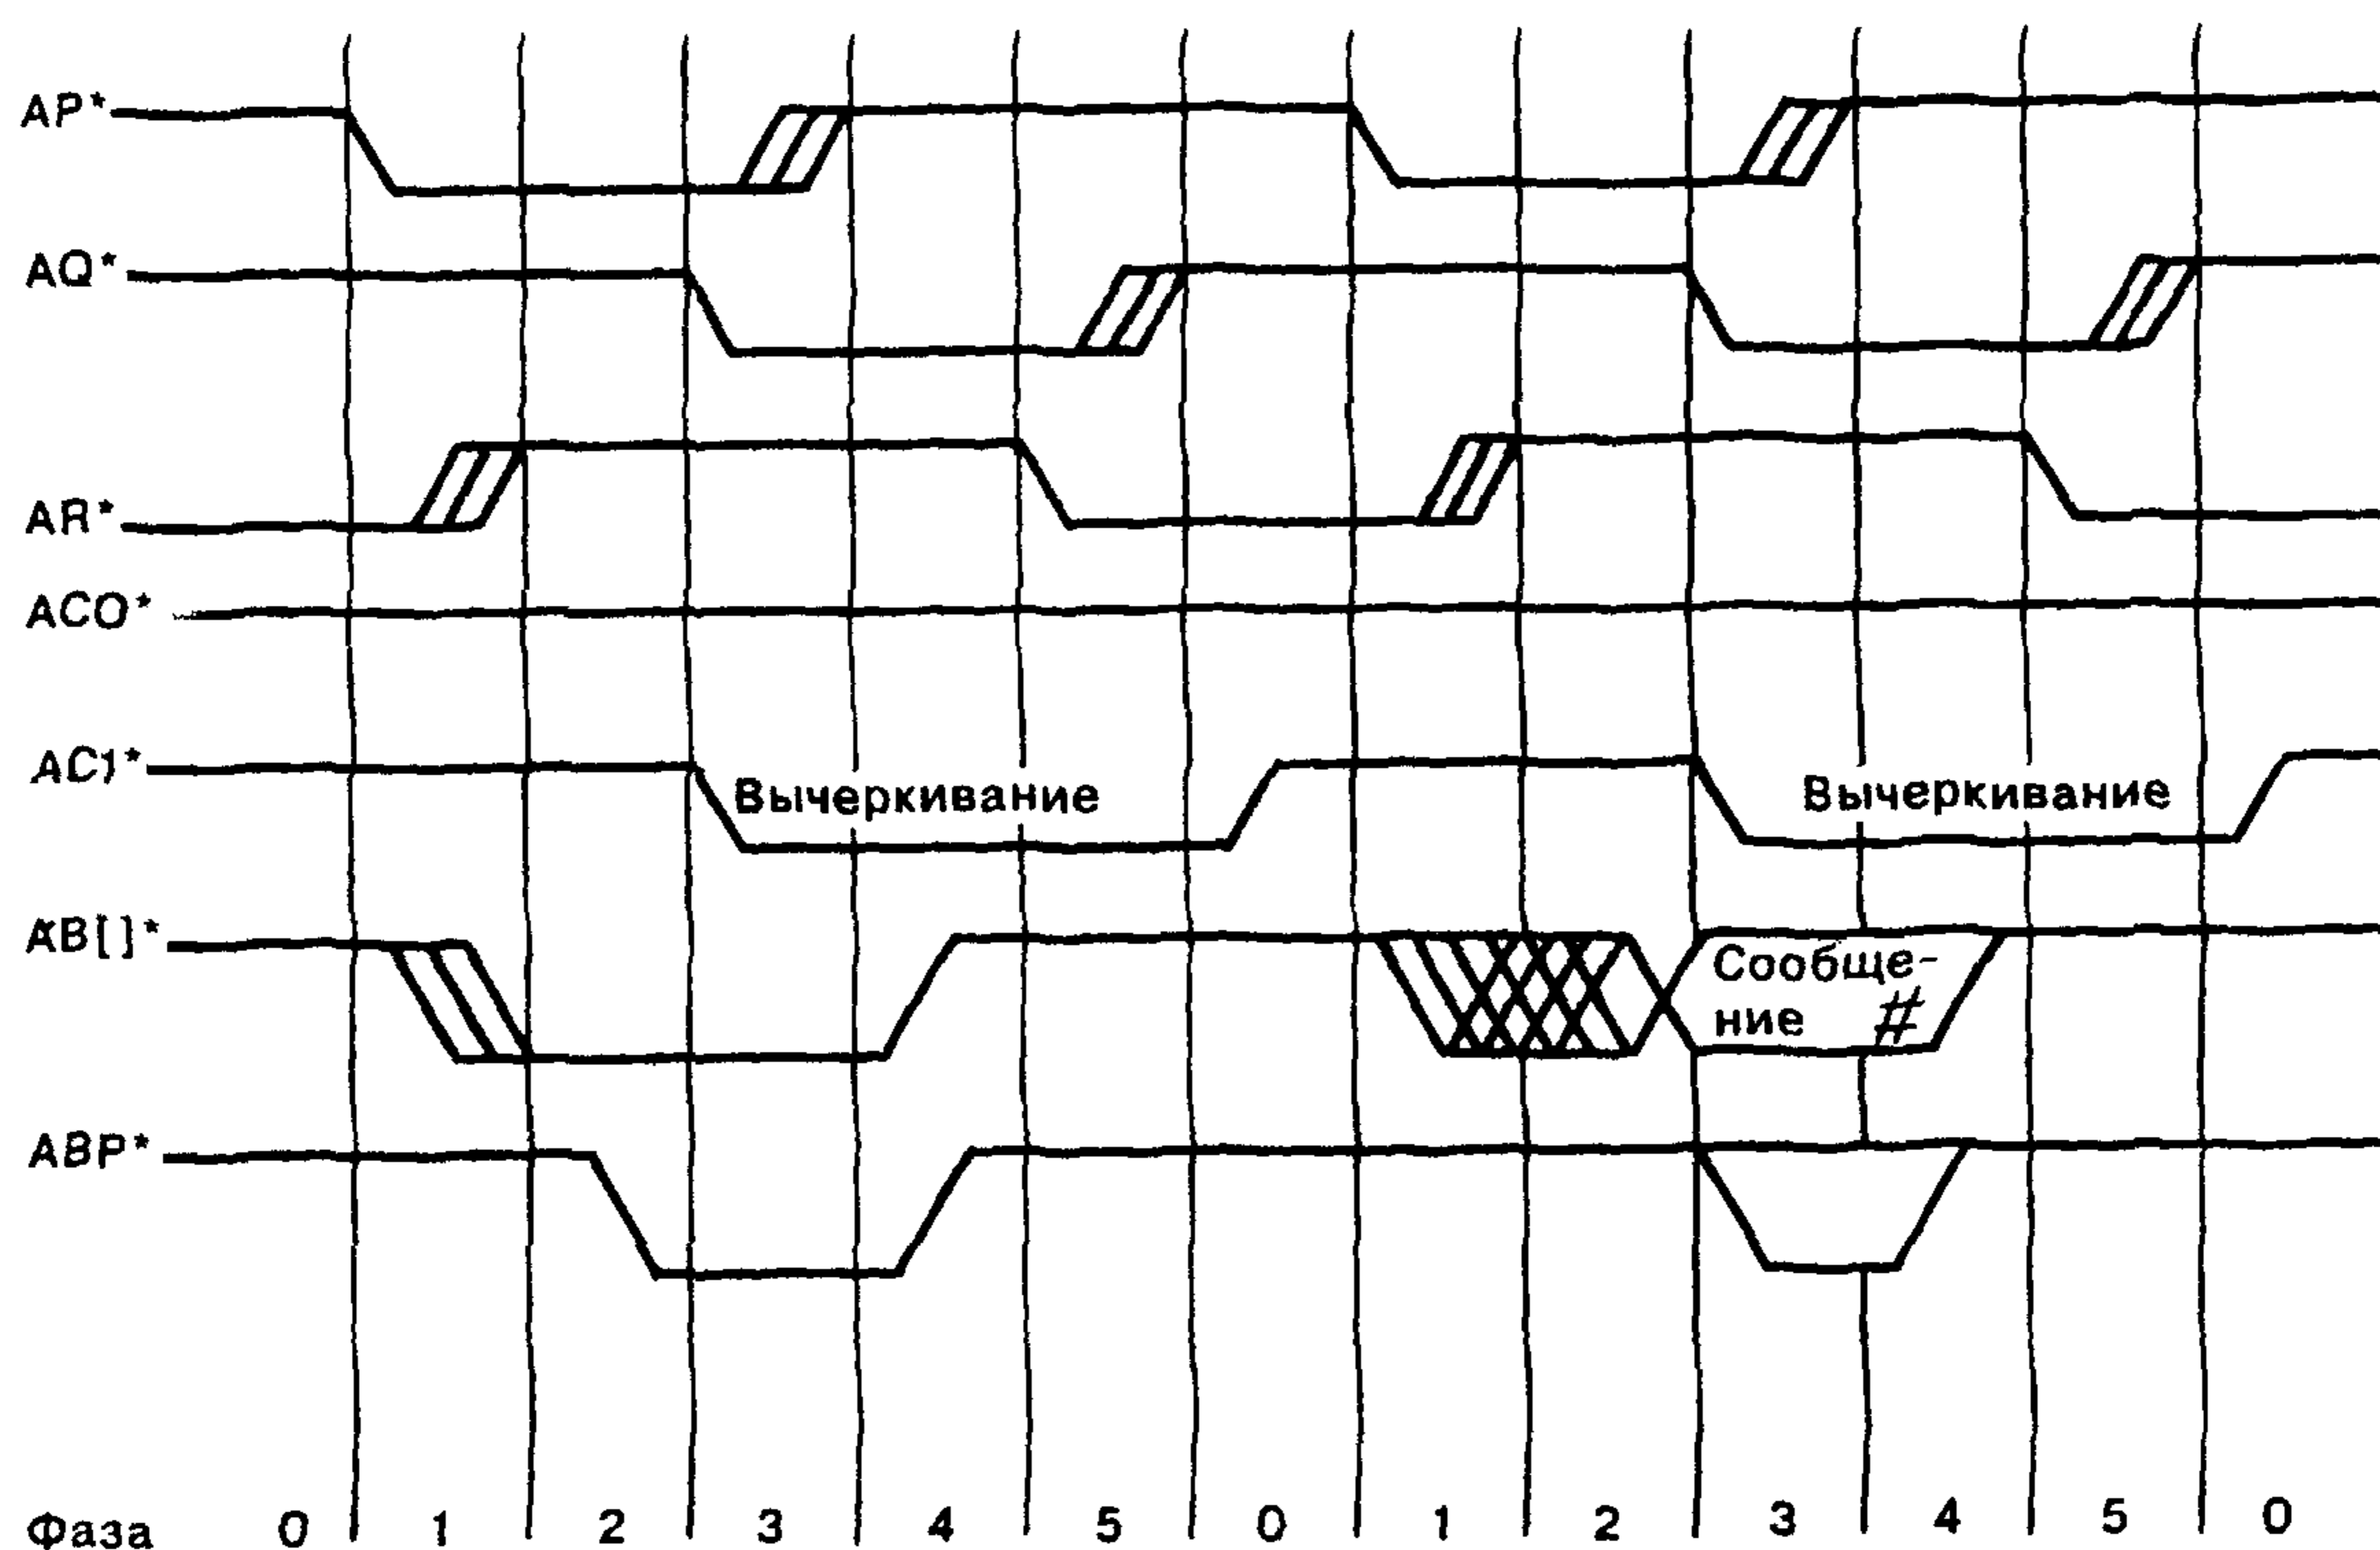 AP*
AQ*
AR*
ACO*
AC1*
Вычеркивание
Вычеркивание
AB[]*
Сообще-
ние #
ABP*
Фаза 0 1 2 3 4 5 0 1 2 3 4 5 0